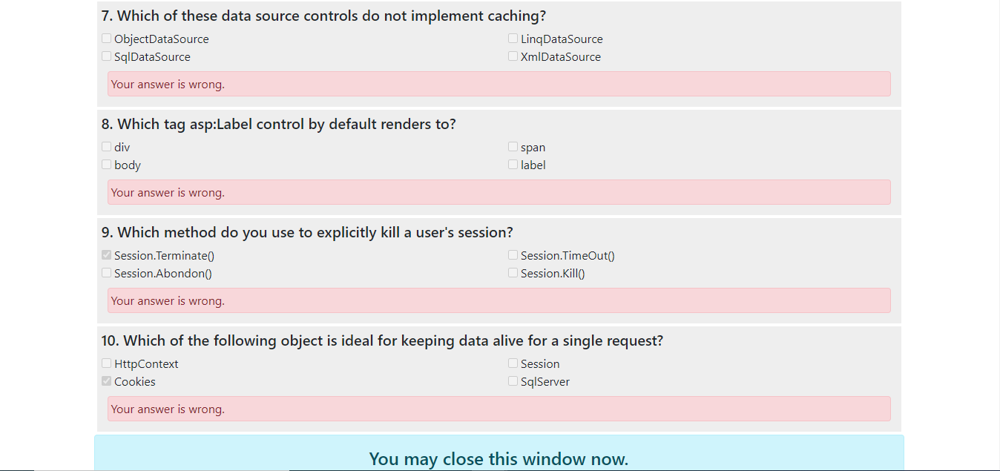 7. Which of these data source controls do not implement caching?
ObjectDataSource LinqDataSource
SqlDataSource XmlDataSource
Your answer is wrong.
8. Which tag asp:Label control by default renders to?
div span
body label
Your answer is wrong.
9. Which method do you use to explicitly kill a user's session?
Session.Terminate() Session.TimeOut()
Session.Abondon() Session.Kill()
Your answer is wrong.
10. Which of the following object is ideal for keeping data alive for a single request?
HttpContext Session
Cookies SqlServer
Your answer is wrong.
You may close this window now.